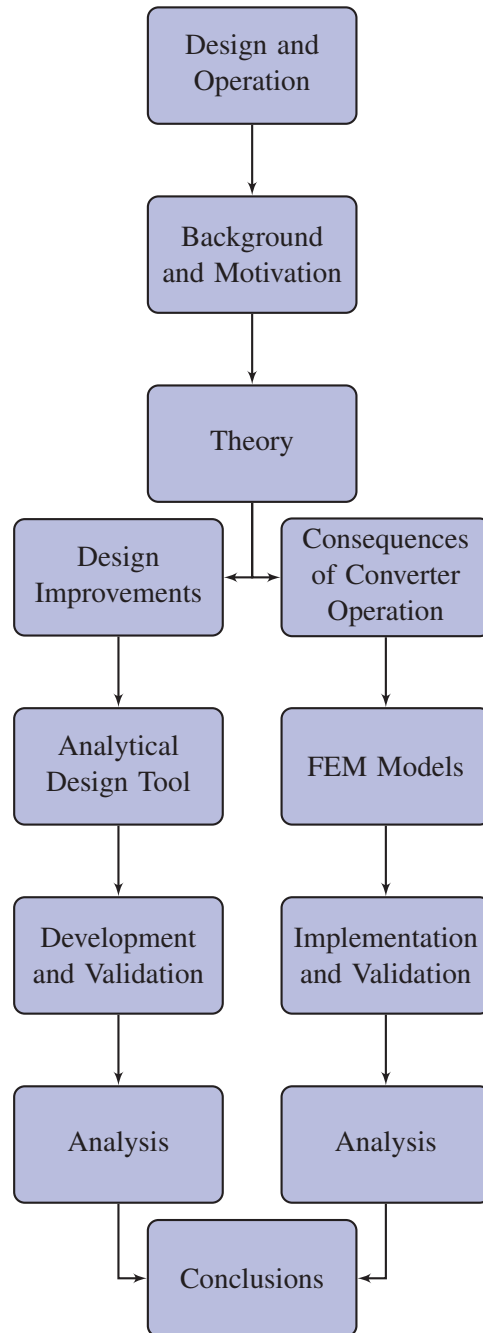 Design and
Operation
Background
and Motivation
Theory
Design
Improvements
Consequences
of Converter
Operation
Analytical
Design Tool
FEM Models
Development
and Validation
Implementation
and Validation
Analysis
Analysis
Conclusions